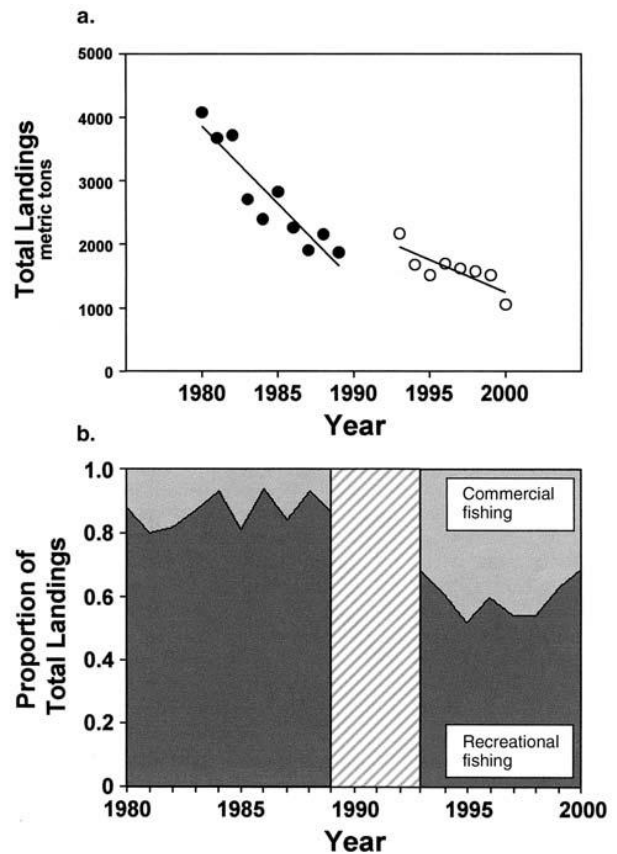 a.
5000
4000
3000
2000
1000
0
Total Landings
metric tons
1980 1985 1990 1995 2000
Year
b.
1.0
0.8
0.6
0.4
0.2
0
Proportion of
Total Landings
Commercial
fishing
Recreational
fishing
1980 1985 1990 1995 2000
Year